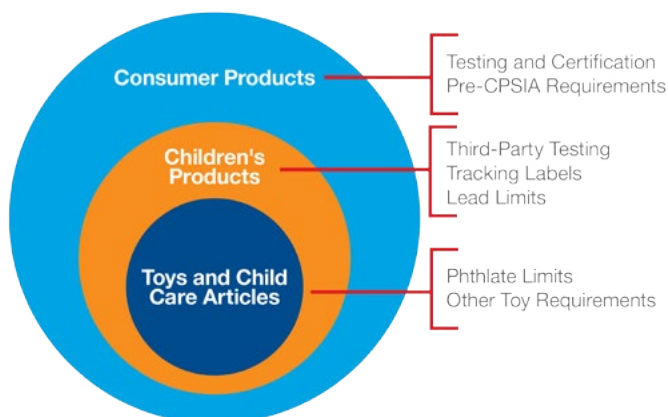 Consumer Products
Testing and Certification
Pre-CPSIA Requirements
Children's
Products
Third-Party Testing
Tracking Labels
Lead Limits
Toys and Child
Care Articles
Phthlate Limits
Other Toy Requirements